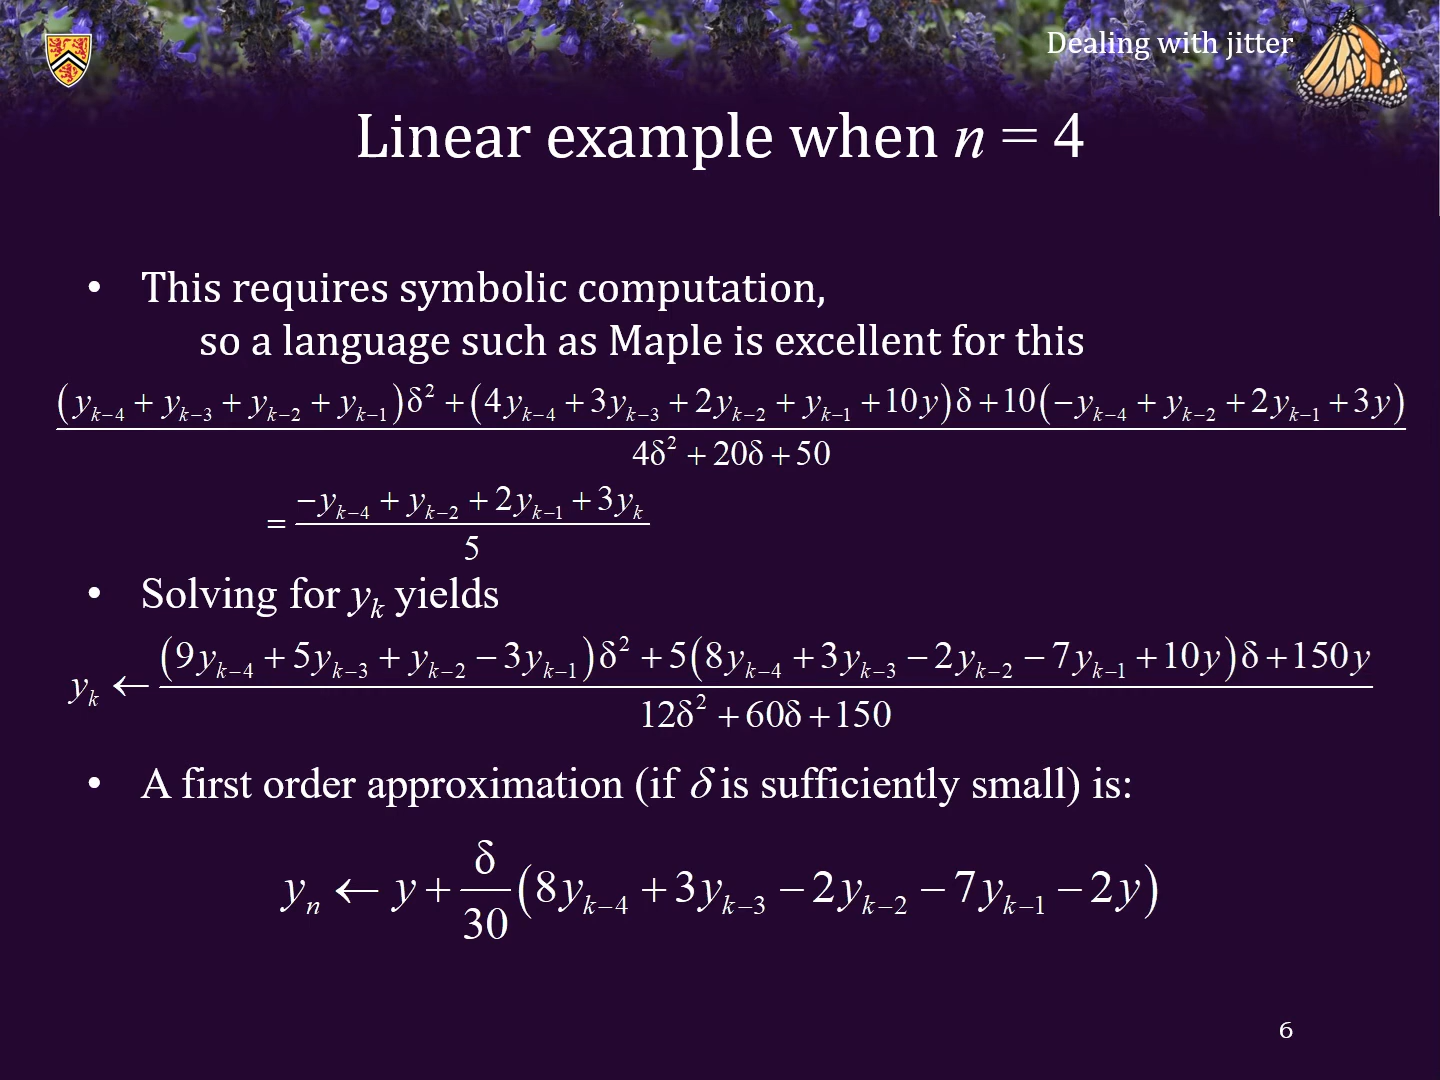 Dealing with jitter
Linear example when n = 4
• This requires symbolic computation,
so a language such as Maple is excellent for this
(y_{k−4} + y_{k−3} + y_{k−2} + y_{k−1})δ² + (4y_{k−4} + 3y_{k−3} + 2y_{k−2} + y_{k−1} + 10y)δ + 10(−y_{k−4} + y_{k−2} + 2y_{k−1} + 3y)
4δ² + 20δ + 50
= −y_{k−4} + y_{k−2} + 2y_{k−1} + 3y_k
5
• Solving for y_k yields
y_k ← (9y_{k−4} + 5y_{k−3} + y_{k−2} − 3y_{k−1})δ² + 5(8y_{k−4} + 3y_{k−3} − 2y_{k−2} − 7y_{k−1} + 10y)δ + 150y
12δ² + 60δ + 150
• A first order approximation (if δ is sufficiently small) is:
y_n ← y + δ/30 (8y_{k−4} + 3y_{k−3} − 2y_{k−2} − 7y_{k−1} − 2y)
6